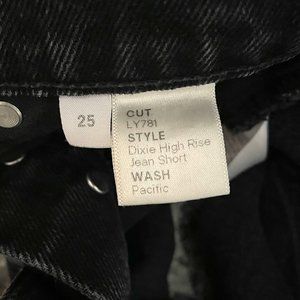 25
CUT
LY781
STYLE
Dixie High Rise
Jean Short
WASH
Pacific